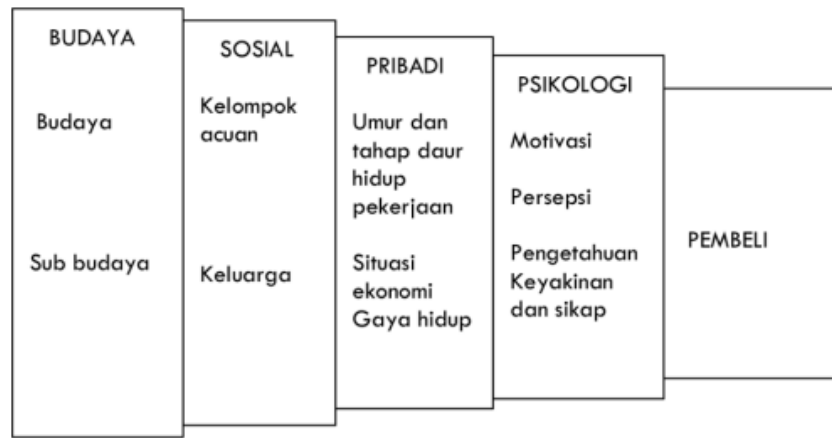 BUDAYA
Budaya
Sub budaya
SOSIAL
Kelompok
acuan
Keluarga
PRIBADI
Umur dan
tahap daur
hidup
pekerjaan
Situasi
ekonomi
Gaya hidup
PSIKOLOGI
Motivasi
Persepsi
Pengetahuan
Keyakinan
dan sikap
PEMBELI